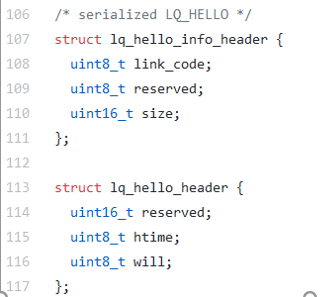 106 /* serialized LQ_HELLO */
107 struct lq_hello_info_header {
108 uint8_t link_code;
109 uint8_t reserved;
110 uint16_t size;
111 };
112
113 struct lq_hello_header {
114 uint16_t reserved;
115 uint8_t htime;
116 uint8_t will;
117 };